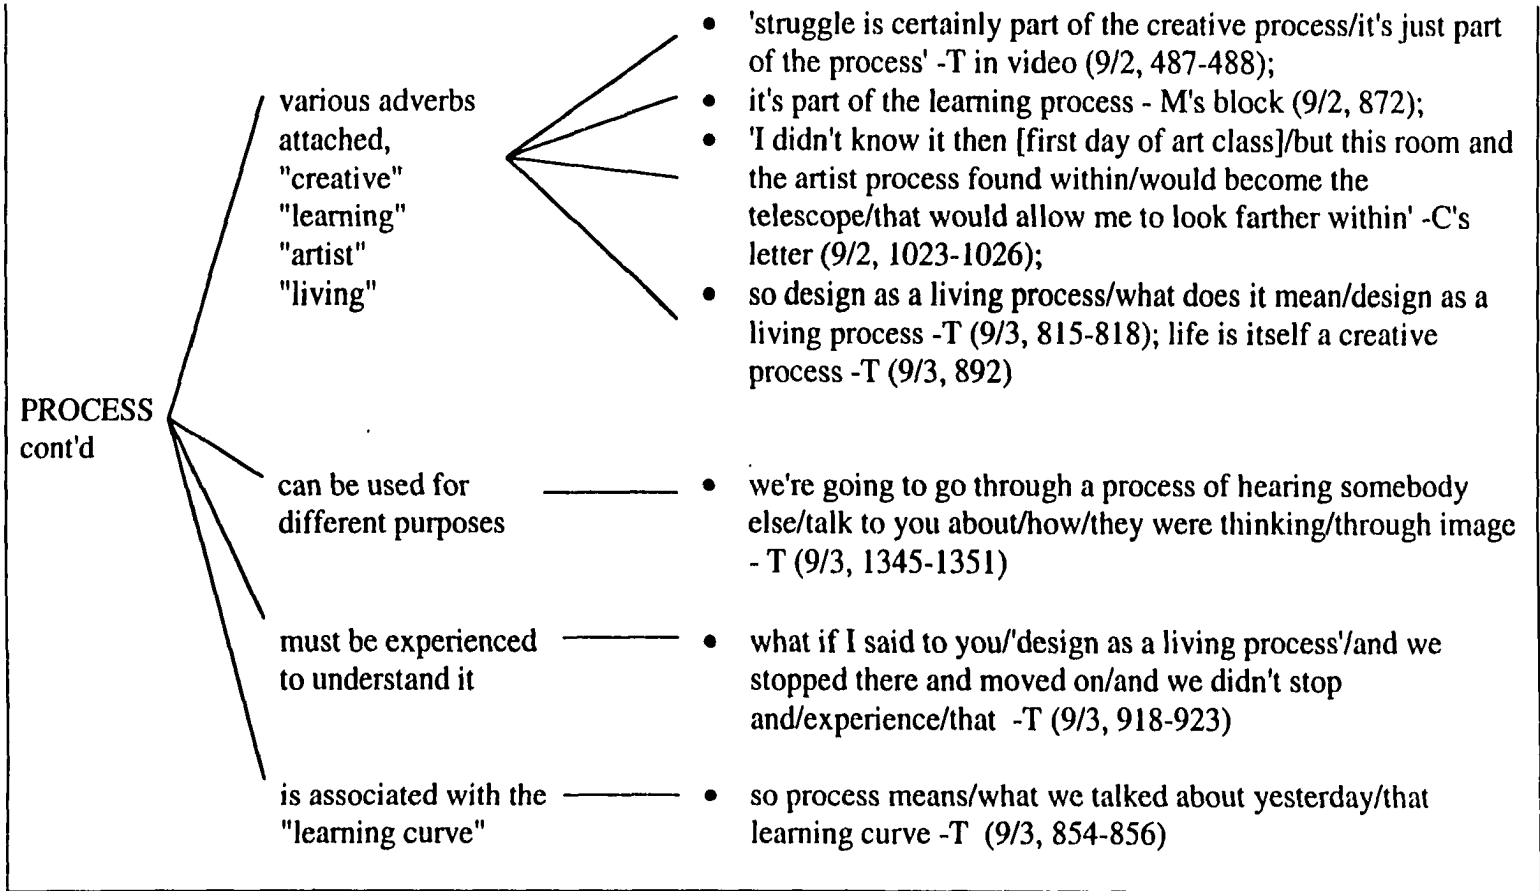 • 'struggle is certainly part of the creative process/it's just part
of the process' -T in video (9/2, 487-488);
various adverbs
attached,
"creative"
"learning"
"artist"
"living"
• it's part of the learning process - M's block (9/2, 872);
• 'I didn't know it then [first day of art class]/but this room and
the artist process found within/would become the
telescope/that would allow me to look farther within' -C's
letter (9/2, 1023-1026);
• so design as a living process/what does it mean/design as a
living process -T (9/3, 815-818); life is itself a creative
process -T (9/3, 892)
PROCESS
cont'd
can be used for
different purposes
• we're going to go through a process of hearing somebody
else/talk to you about/how/they were thinking/through image
- T (9/3, 1345-1351)
must be experienced
to understand it
• what if I said to you/'design as a living process'/and we
stopped there and moved on/and we didn't stop
and/experience/that -T (9/3, 918-923)
is associated with the
"learning curve"
• so process means/what we talked about yesterday/that
learning curve -T (9/3, 854-856)